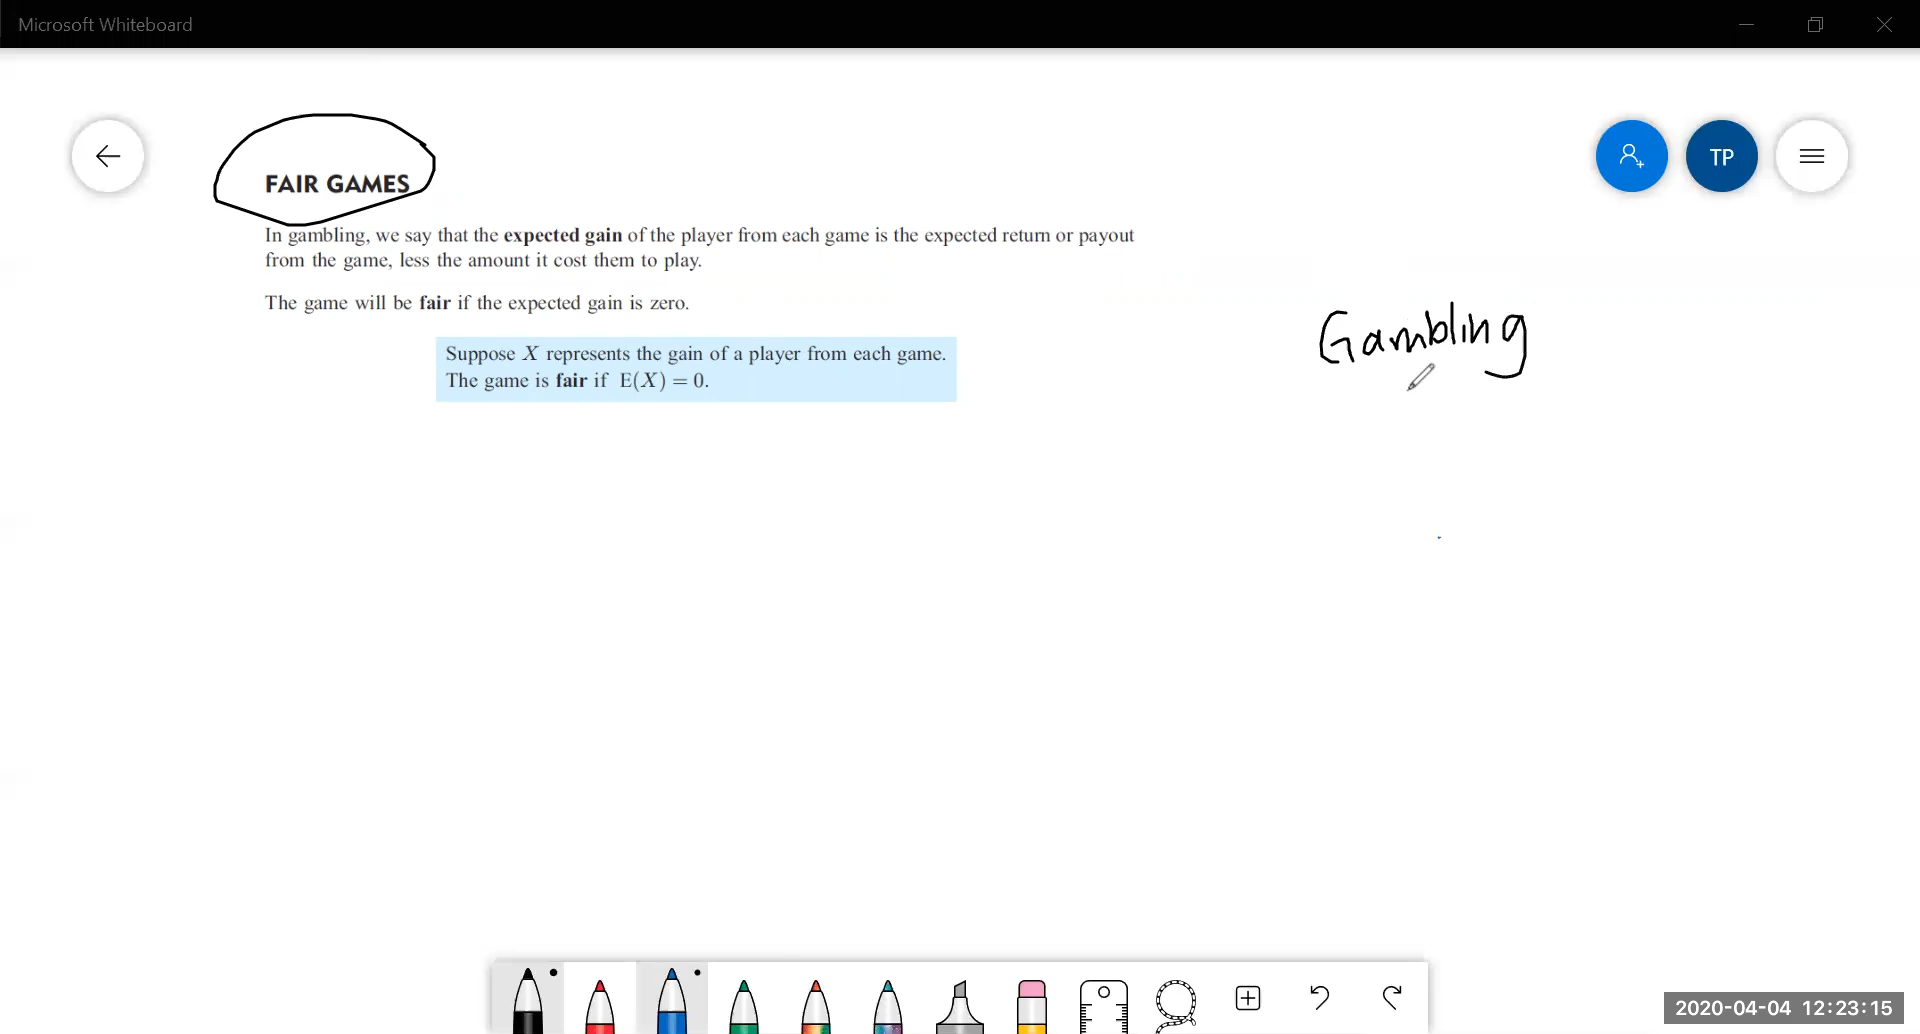 Microsoft Whiteboard
TP
FAIR GAMES
In gambling, we say that the expected gain of the player from each game is the expected return or payout
from the game, less the amount it cost them to play.
The game will be fair if the expected gain is zero.
Gambling
Suppose X represents the gain of a player from each game.
The game is fair if E(X) = 0.
2020-04-04 12:23:15